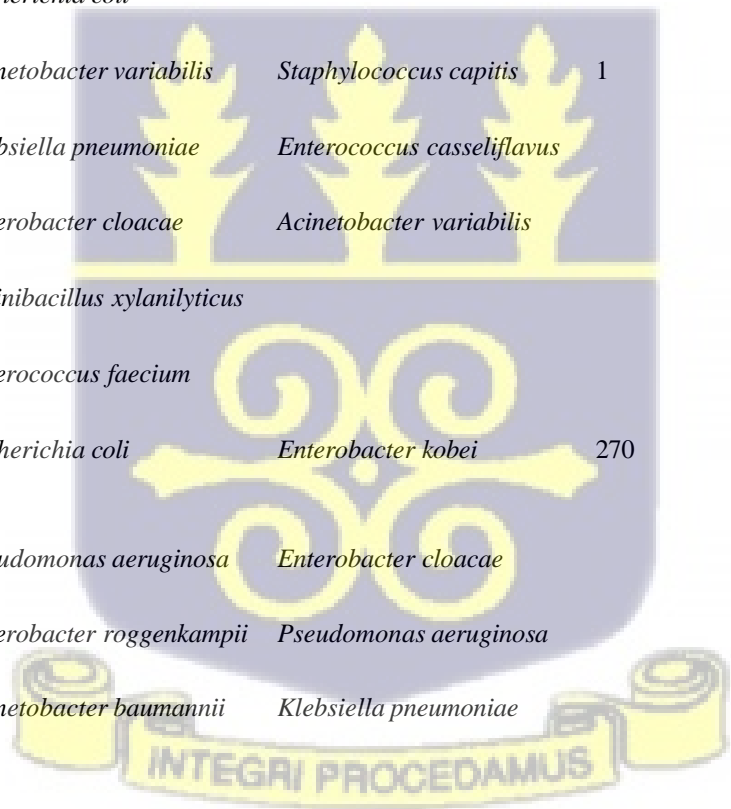 herichia coli
netobacter variabilis Staphylococcus capitis 1
bsiella pneumoniae Enterococcus casseliflavus
erobacter cloacae Acinetobacter variabilis
inibacillus xylanilyticus
erococcus faecium
herichia coli Enterobacter kobei 270
udomonas aeruginosa Enterobacter cloacae
erobacter roggenkampii Pseudomonas aeruginosa
netobacter baumannii Klebsiella pneumoniae
INTEGRI PROCEDAMUS